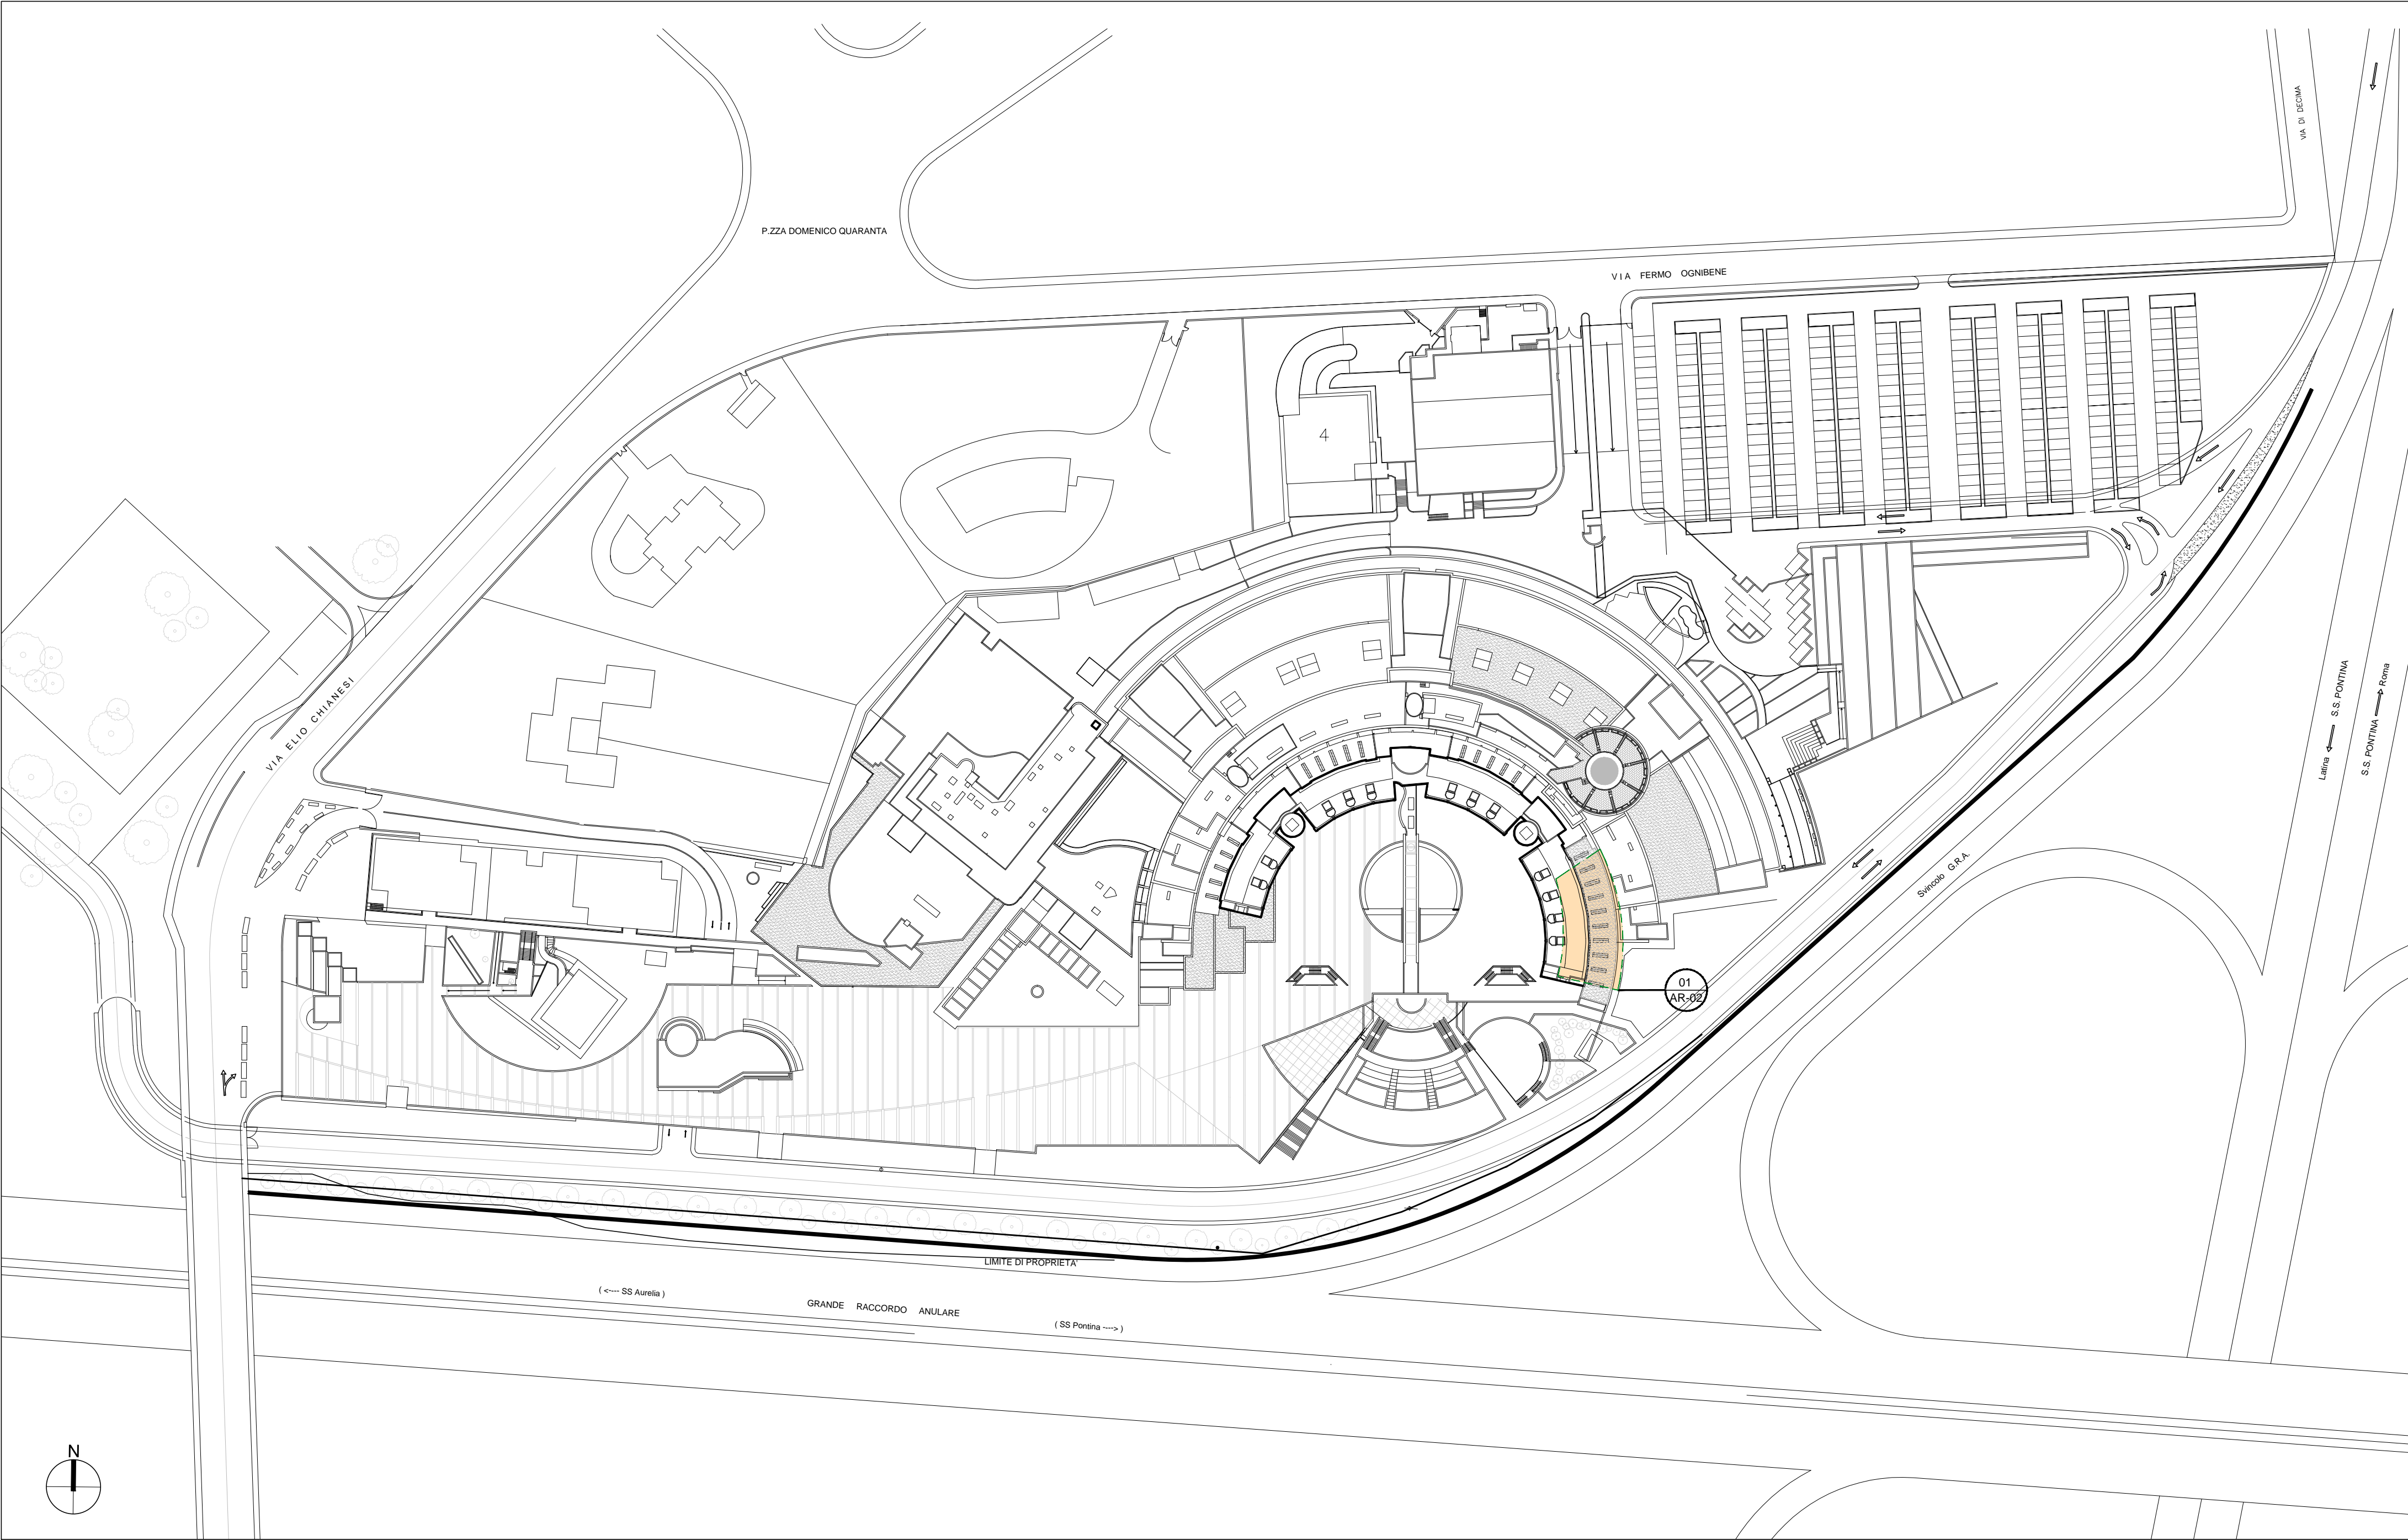 VIA DI DECIMA
P.ZZA DOMENICO QUARANTA
VIA FERMO OGNIBENE
4
VIA ELIO CHIANESI
Latina S.S. PONTINA
S.S. PONTINA Roma
Svincolo G.R.A.
01
AR-02
LIMITE DI PROPRIETA'
( <---- SS Aurelia )
GRANDE RACCORDO ANULARE
( SS Pontina ----> )
N